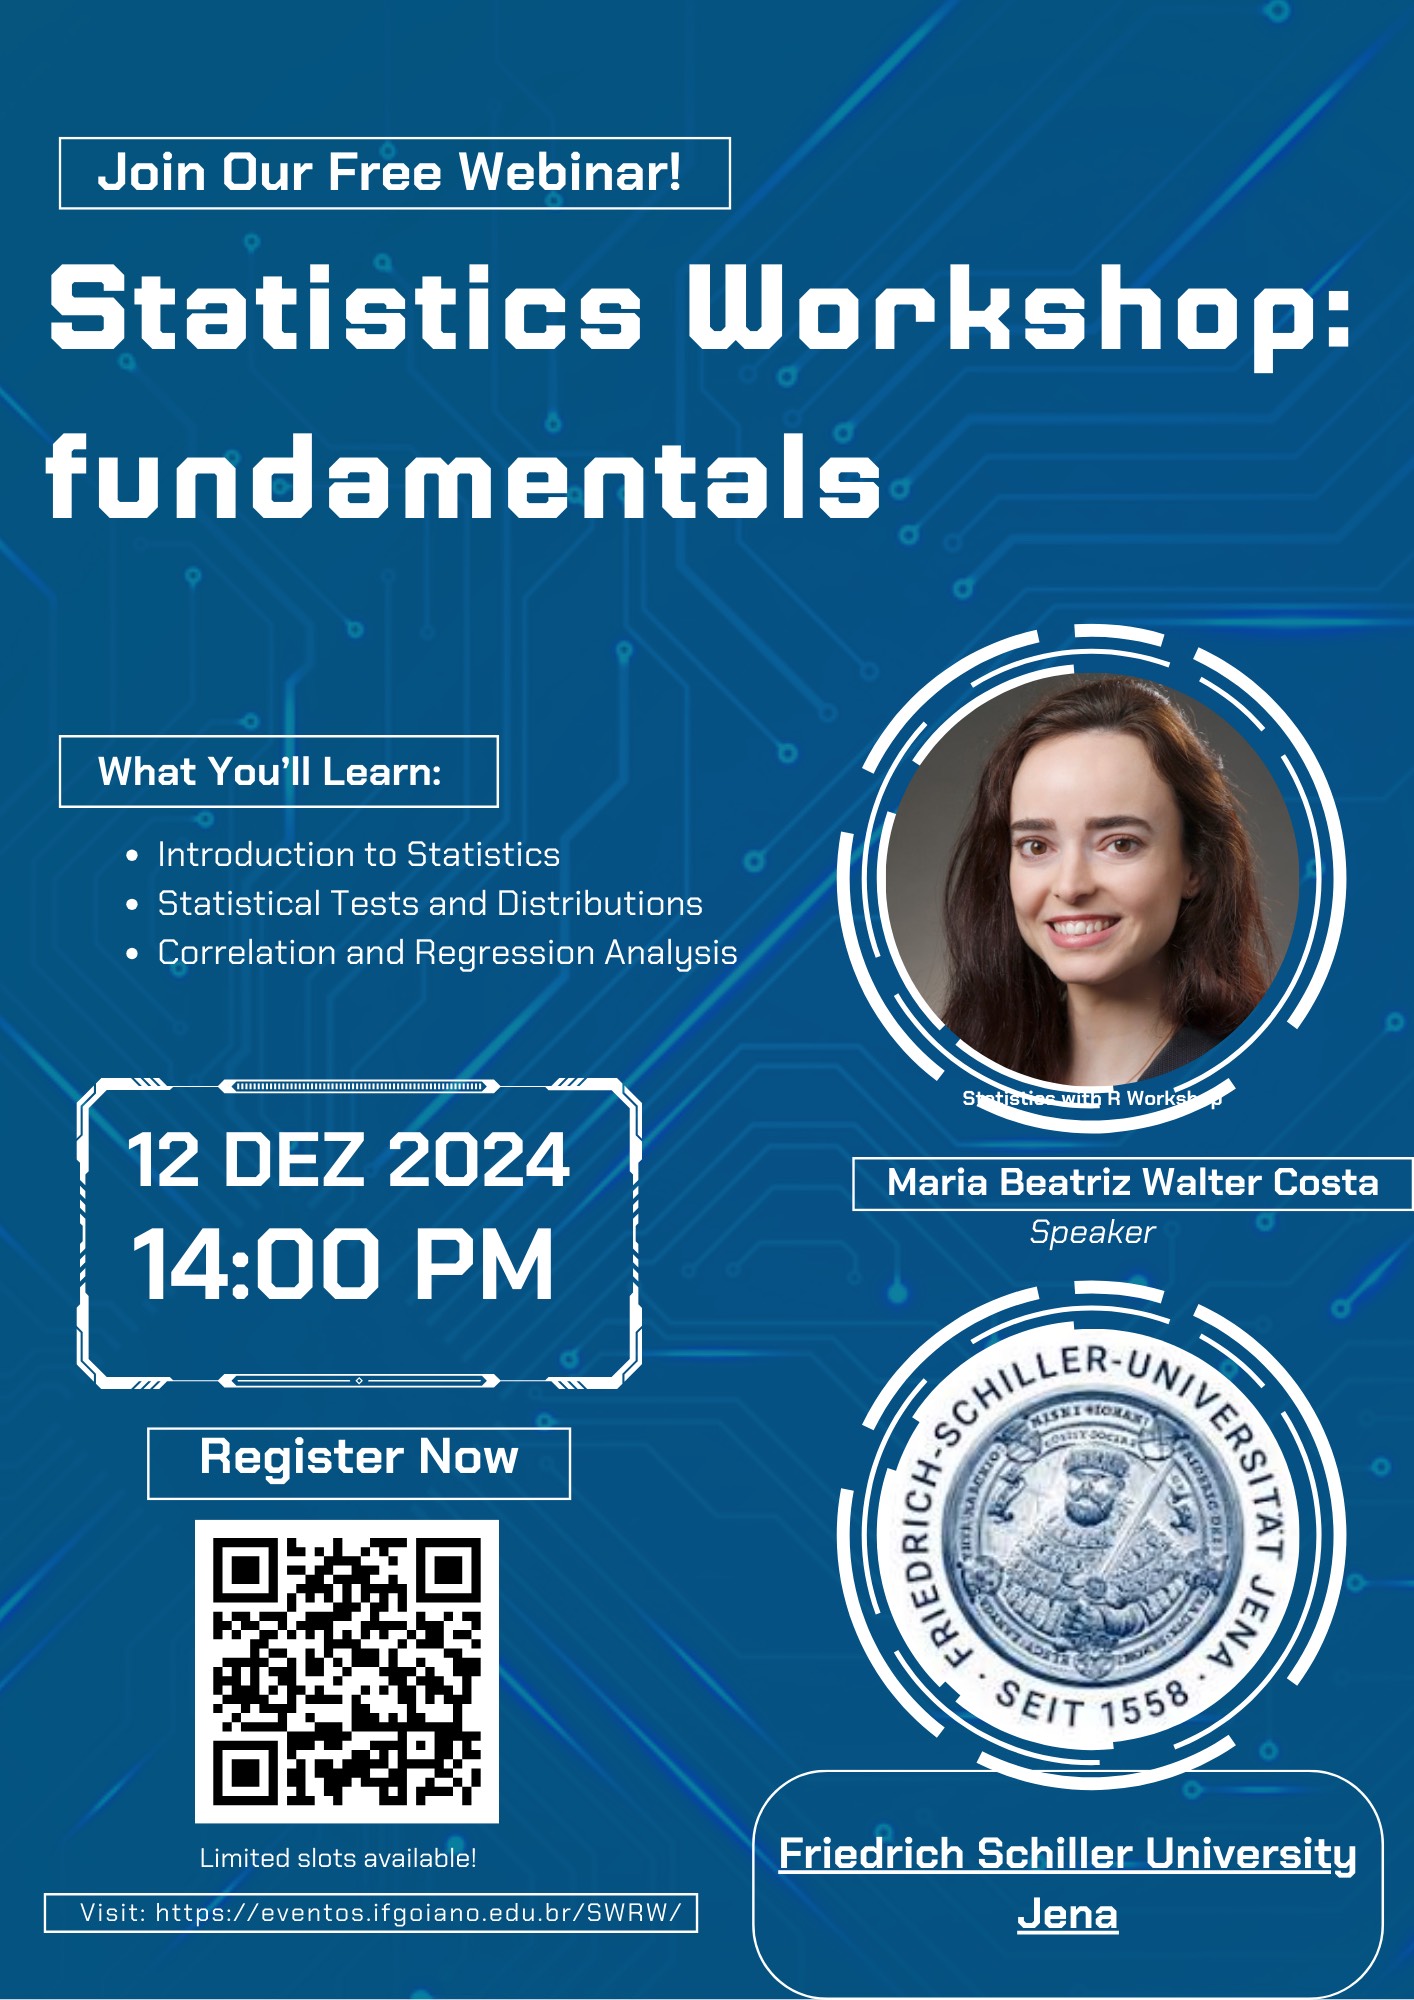 Join Our Free Webinar!
Statistics Workshop:
fundamentals
What You’ll Learn:
Introduction to Statistics
Statistical Tests and Distributions
Correlation and Regression Analysis
Statistics with R Workshop
Maria Beatriz Walter Costa
Speaker
12 DEZ 2024
14:00 PM
Register Now
Limited slots available!
Visit: https://eventos.ifgoiano.edu.br/SWRW/
FRIEDRICH-SCHILLER-UNIVERSITÄT JENA · SEIT 1558 ·
Friedrich Schiller University
Jena